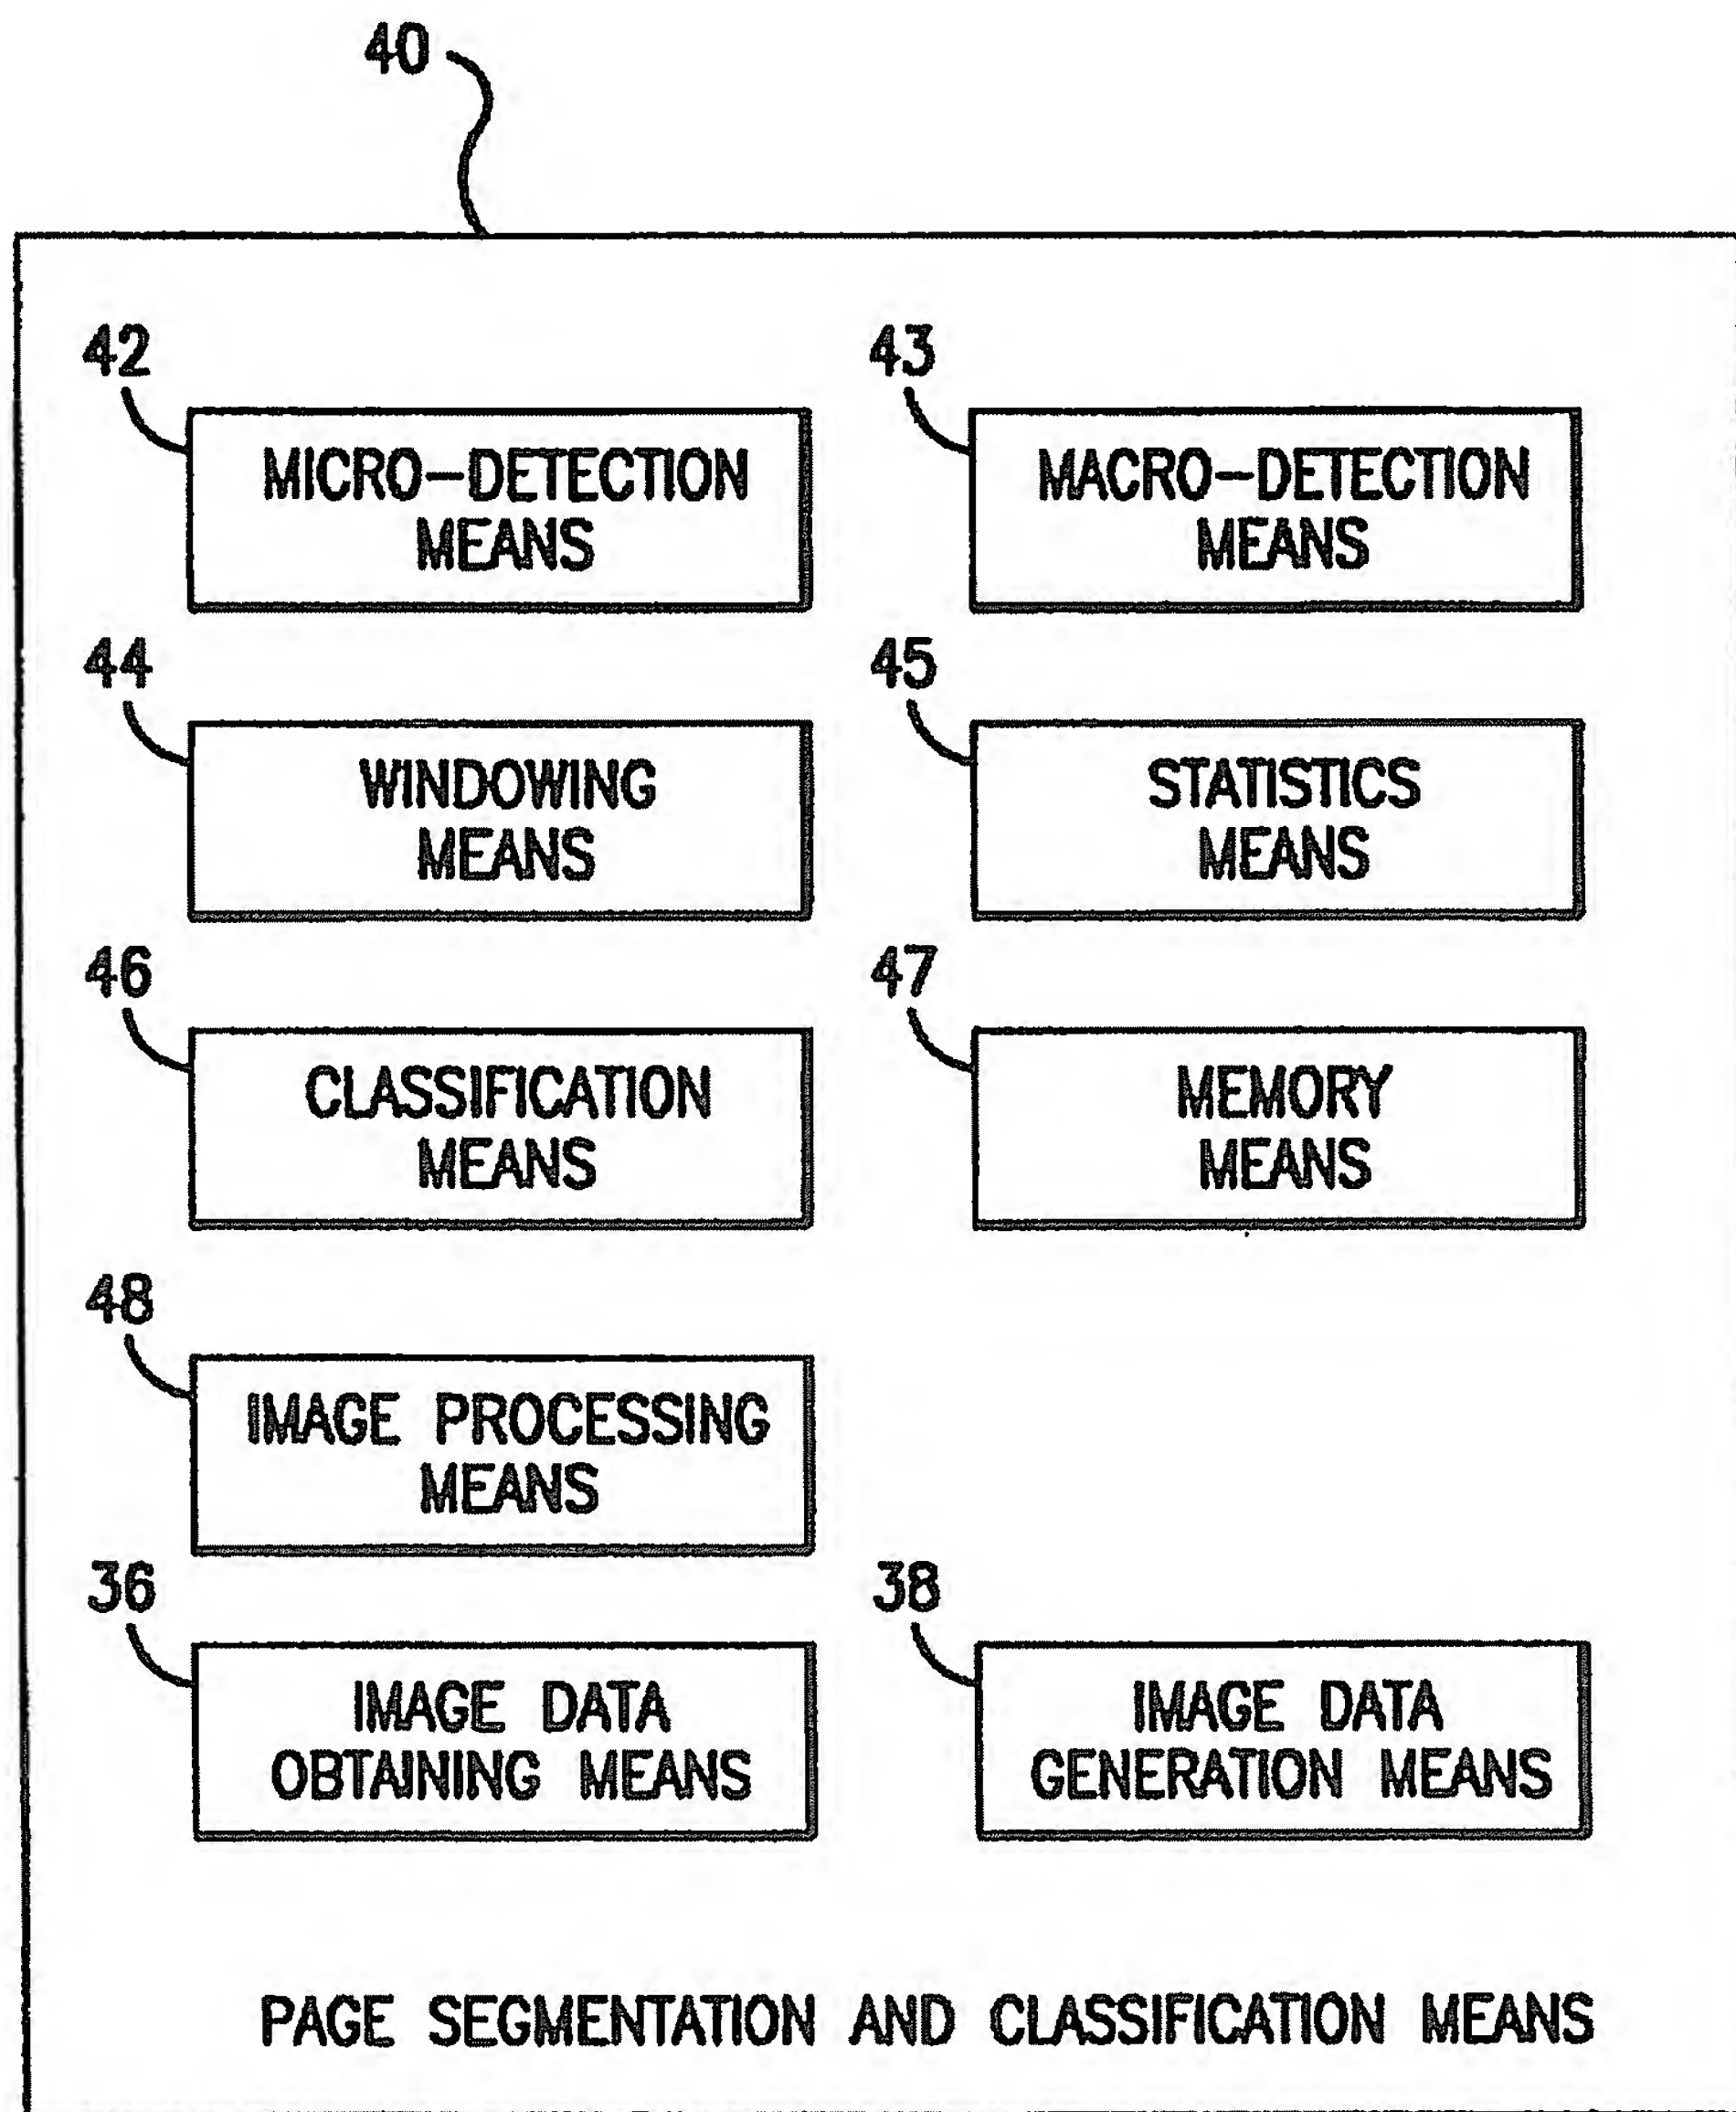 40
42
MICRO-DETECTION
MEANS
43
MACRO-DETECTION
MEANS
44
WINDOWING
MEANS
45
STATISTICS
MEANS
46
CLASSIFICATION
MEANS
47
MEMORY
MEANS
48
IMAGE PROCESSING
MEANS
36
IMAGE DATA
OBTAINING MEANS
38
IMAGE DATA
GENERATION MEANS
PAGE SEGMENTATION AND CLASSIFICATION MEANS